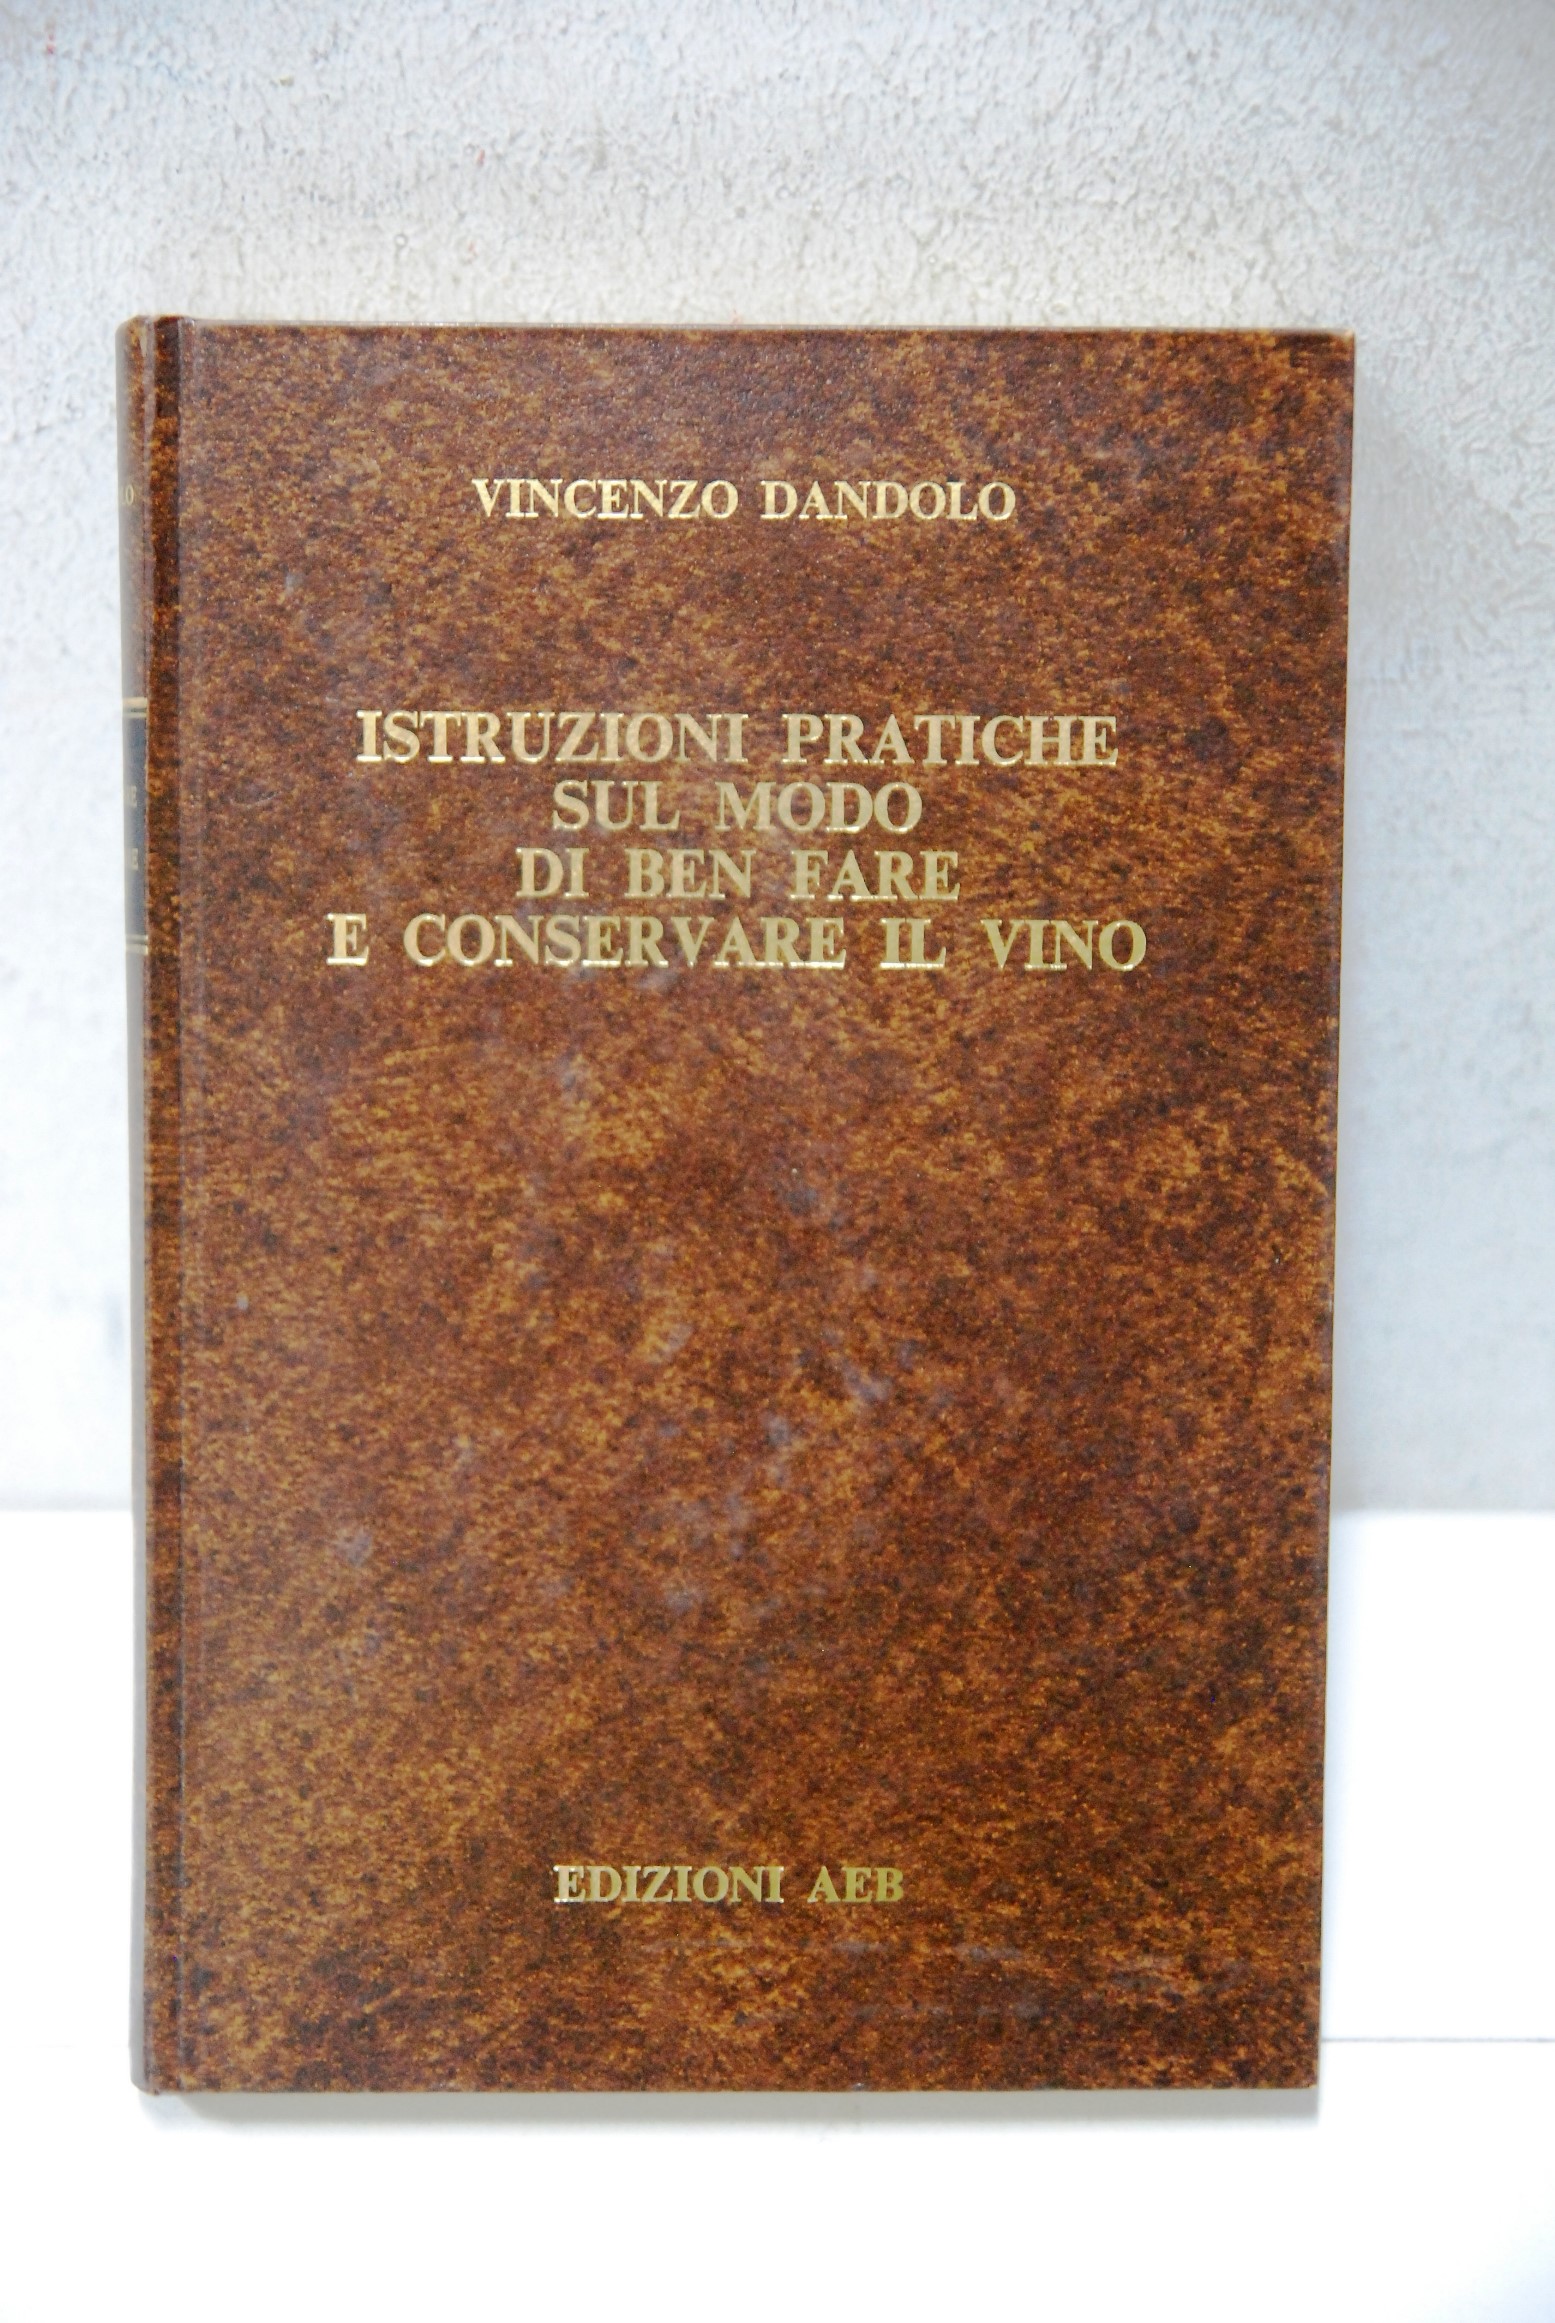 VINCENZO DANDOLO
ISTRUZIONI PRATICHE
SUL MODO
DI BEN FARE
E CONSERVARE IL VINO
EDIZIONI AEB